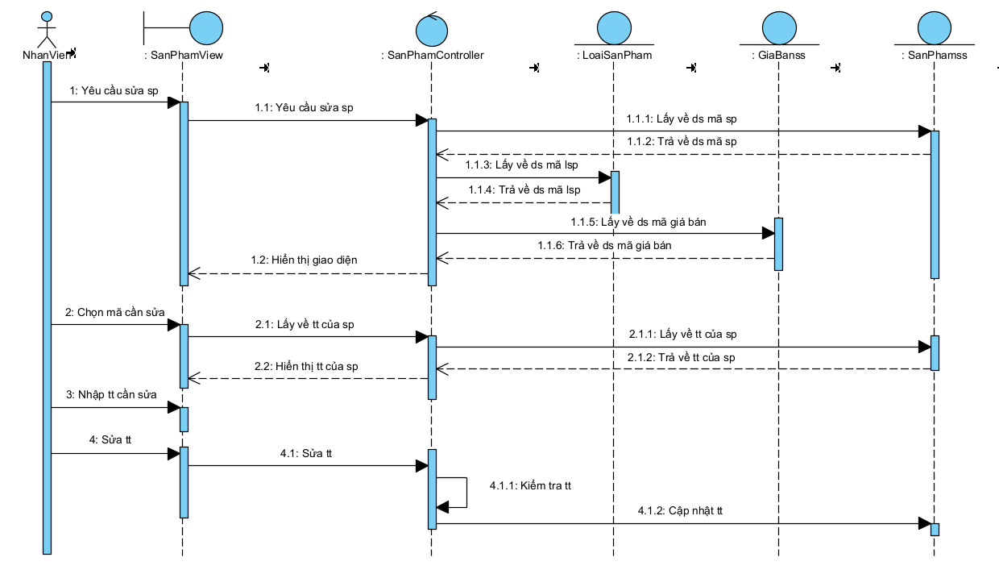 NhanVien
: SanPhamView
: SanPhamController
: LoaiSanPham
: GiaBanss
: SanPhamss
1: Yêu cầu sửa sp
1.1: Yêu cầu sửa sp
1.1.1: Lấy về ds mã sp
1.1.2: Trả về ds mã sp
1.1.3: Lấy về ds mã lsp
1.1.4: Trả về ds mã lsp
1.1.5: Lấy về ds mã giá bán
1.1.6: Trả về ds mã giá bán
1.2: Hiển thị giao diện
2: Chọn mã cần sửa
2.1: Lấy về tt của sp
2.1.1: Lấy về tt của sp
2.1.2: Trả về tt của sp
2.2: Hiển thị tt của sp
3: Nhập tt cần sửa
4: Sửa tt
4.1: Sửa tt
4.1.1: Kiểm tra tt
4.1.2: Cập nhật tt